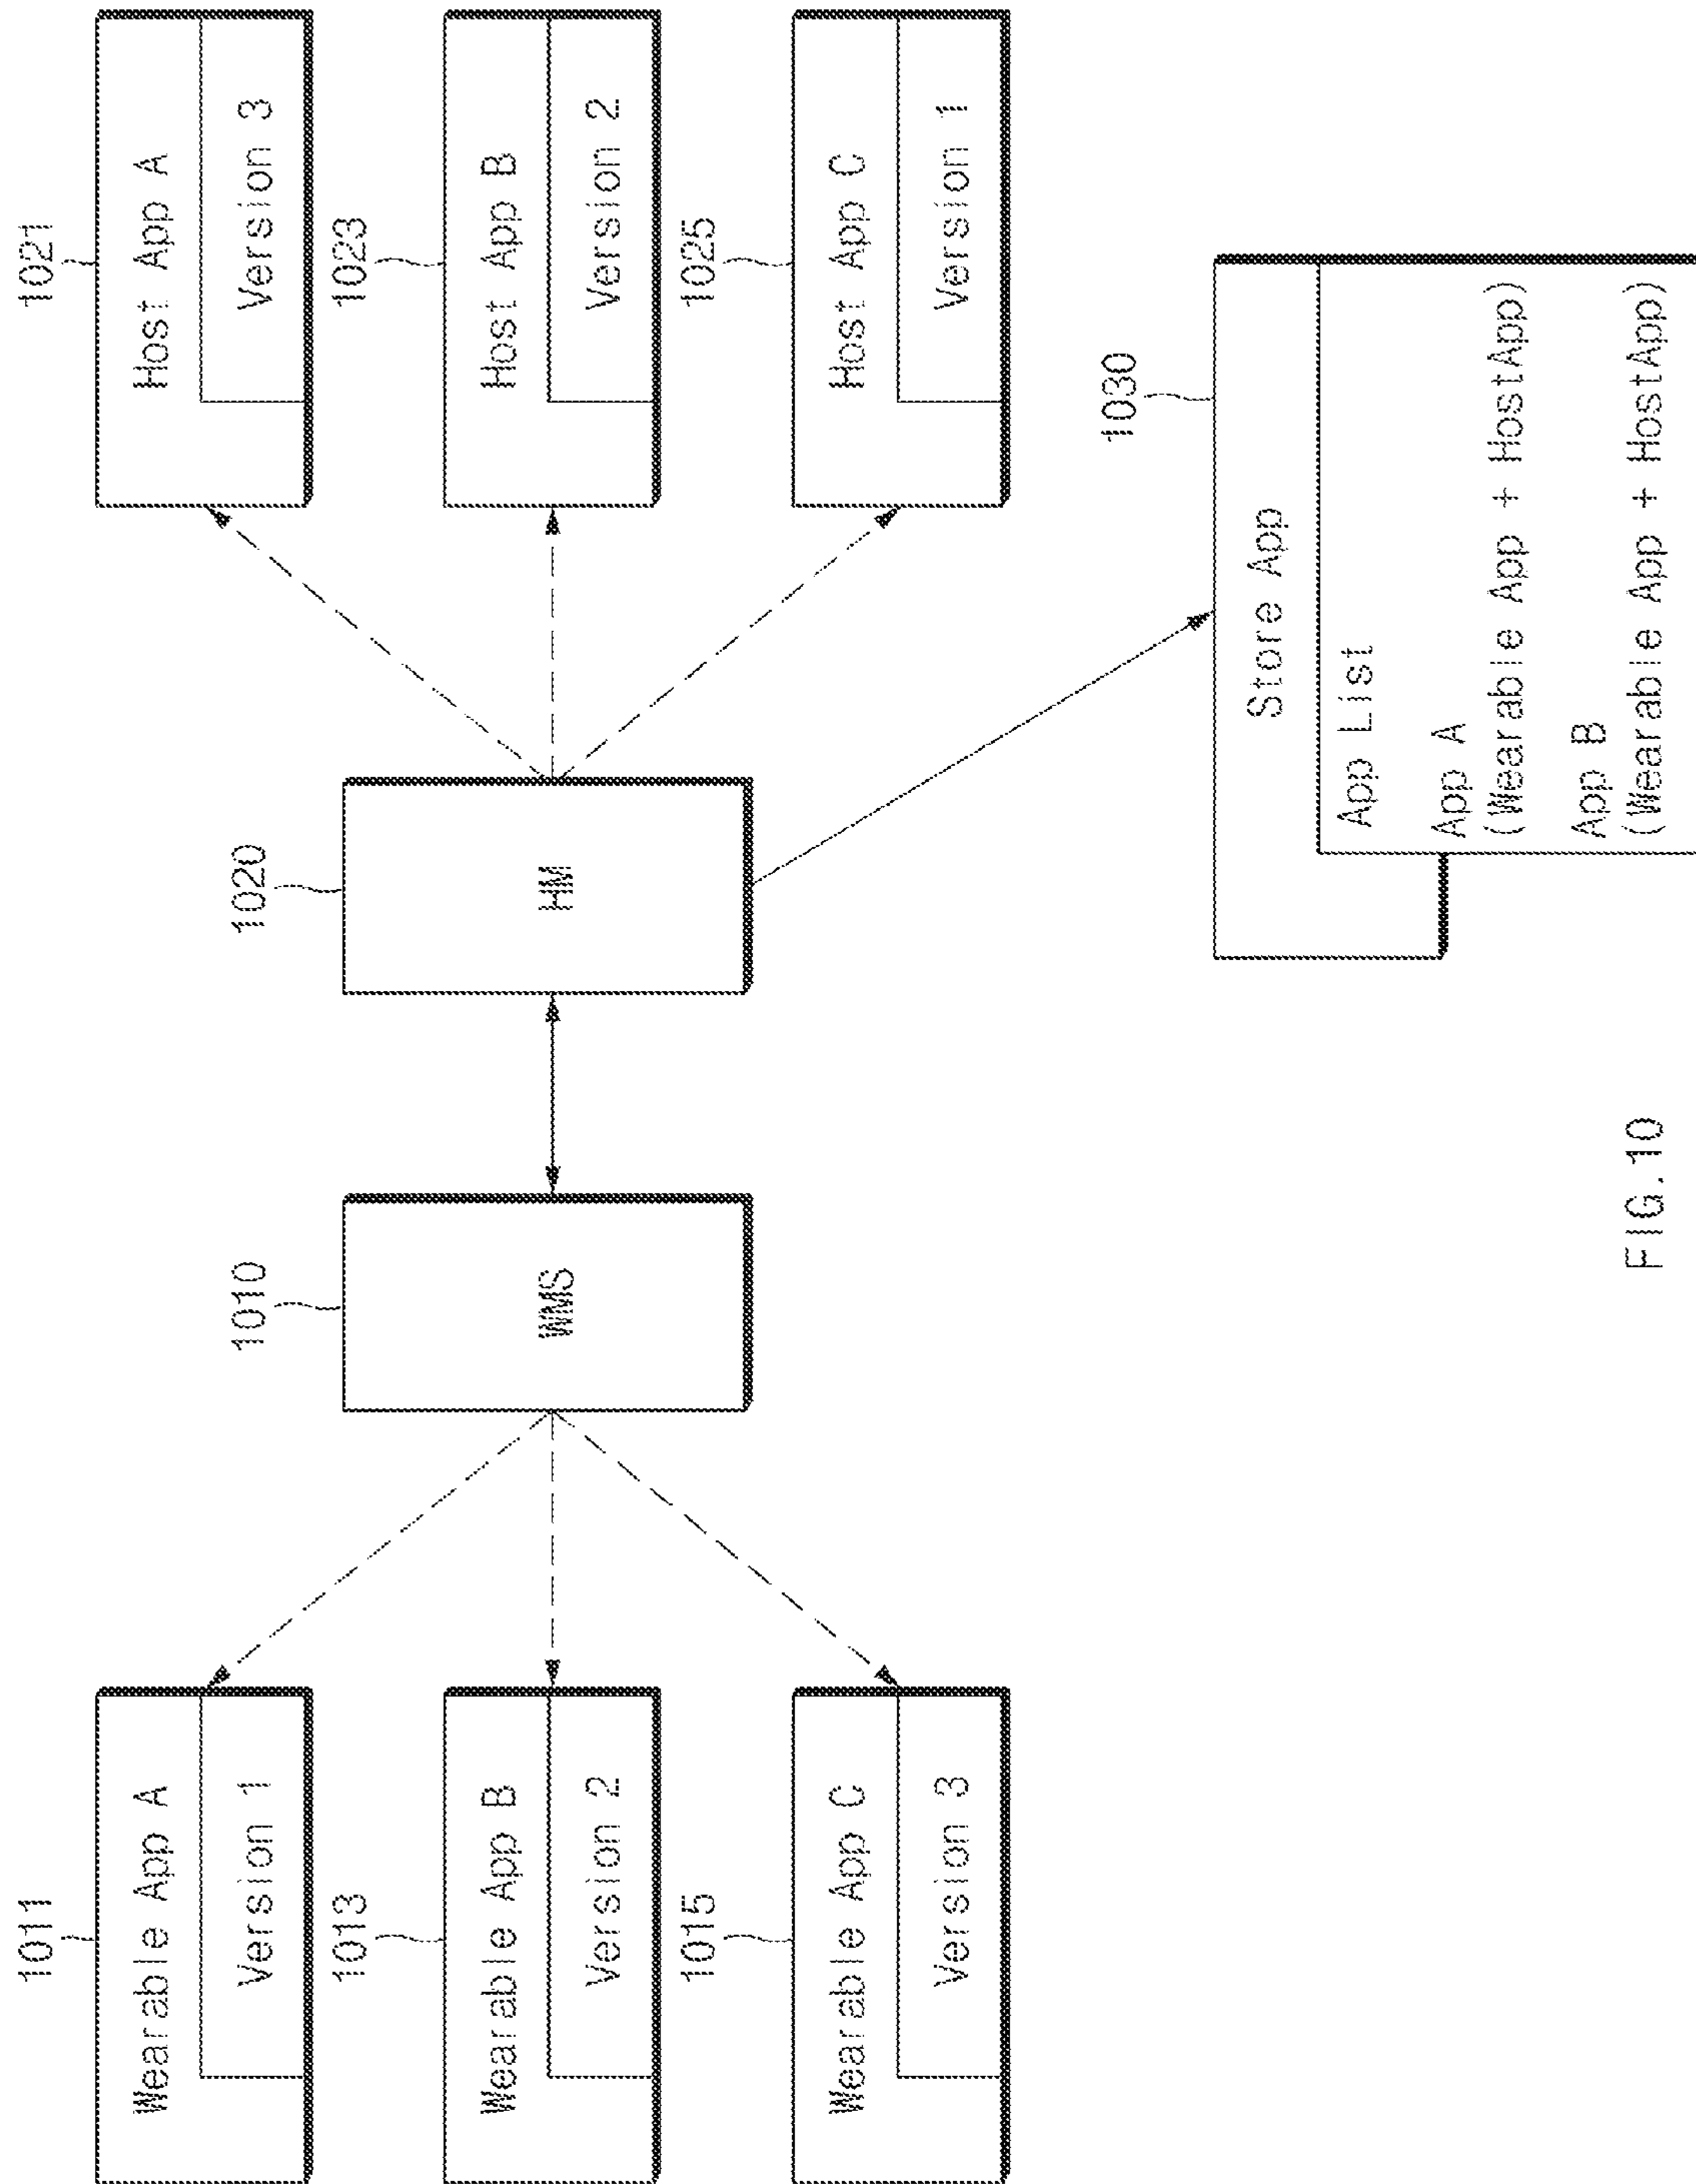 1011
Wearable App A
Version 1
1013
Wearable App B
Version 2
1015
Wearable App C
Version 3
1010
WMS
1020
HM
1021
Host App A
Version 3
1023
Host App B
Version 2
1025
Host App C
Version 1
1030
Store App
App List
App A
(Wearable App + HostApp)
App B
(Wearable App + HostApp)
FIG.10